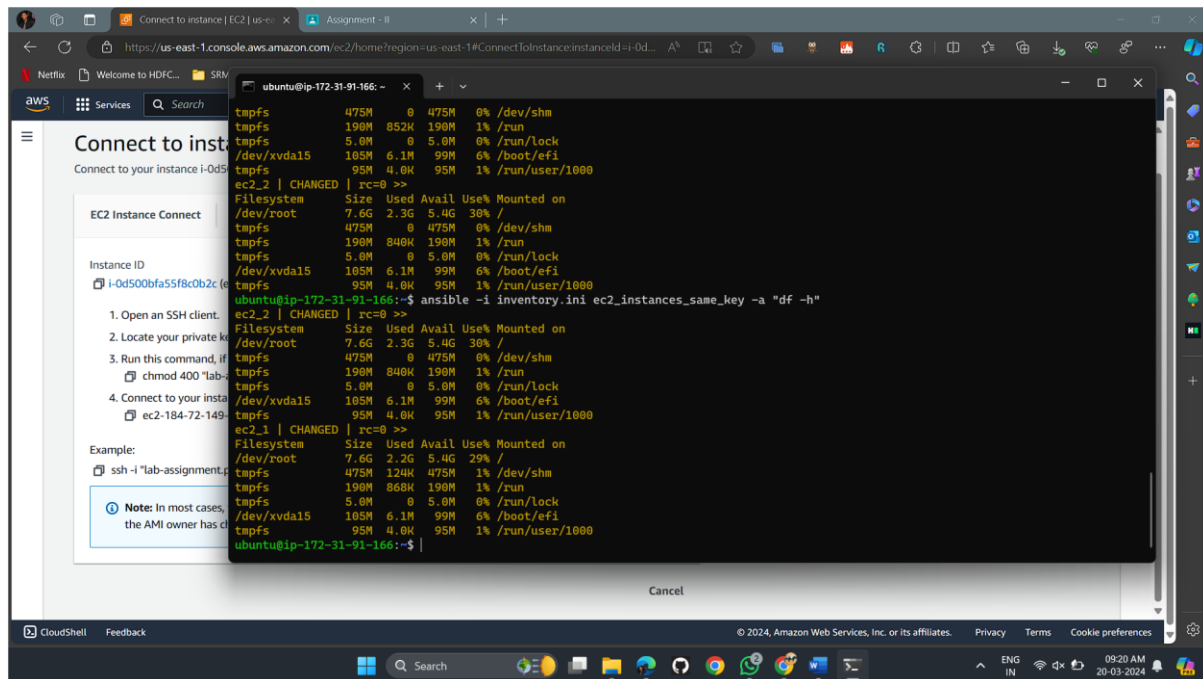 Connect to instance | EC2 | us-ea
Assignment - II
https://us-east-1.console.aws.amazon.com/ec2/home?region=us-east-1#ConnectToInstance:instanceId=i-0d...
Netflix
Welcome to HDFC...
SRM
aws
Services
Search
Connect to insta
Connect to your instance i-0d5
EC2 Instance Connect
Instance ID
i-0d500bfa55f8c0b2c (e
1. Open an SSH client.
2. Locate your private ke
3. Run this command, if
chmod 400 "lab-a
4. Connect to your insta
ec2-184-72-149-
Example:
ssh -i "lab-assignment.p
Note: In most cases,
the AMI owner has ch
ubuntu@ip-172-31-91-166: ~
tmpfs 475M 0 475M 0% /dev/shm
tmpfs 190M 852K 190M 1% /run
tmpfs 5.0M 0 5.0M 0% /run/lock
/dev/xvda15 105M 6.1M 99M 6% /boot/efi
tmpfs 95M 4.0K 95M 1% /run/user/1000
ec2_2 | CHANGED | rc=0 >>
Filesystem Size Used Avail Use% Mounted on
/dev/root 7.6G 2.3G 5.4G 30% /
tmpfs 475M 0 475M 0% /dev/shm
tmpfs 190M 840K 190M 1% /run
tmpfs 5.0M 0 5.0M 0% /run/lock
/dev/xvda15 105M 6.1M 99M 6% /boot/efi
tmpfs 95M 4.0K 95M 1% /run/user/1000
ubuntu@ip-172-31-91-166:~$ ansible -i inventory.ini ec2_instances_same_key -a "df -h"
ec2_2 | CHANGED | rc=0 >>
Filesystem Size Used Avail Use% Mounted on
/dev/root 7.6G 2.3G 5.4G 30% /
tmpfs 475M 0 475M 0% /dev/shm
tmpfs 190M 840K 190M 1% /run
tmpfs 5.0M 0 5.0M 0% /run/lock
/dev/xvda15 105M 6.1M 99M 6% /boot/efi
tmpfs 95M 4.0K 95M 1% /run/user/1000
ec2_1 | CHANGED | rc=0 >>
Filesystem Size Used Avail Use% Mounted on
/dev/root 7.6G 2.2G 5.4G 29% /
tmpfs 475M 124K 475M 1% /dev/shm
tmpfs 190M 868K 190M 1% /run
tmpfs 5.0M 0 5.0M 0% /run/lock
/dev/xvda15 105M 6.1M 99M 6% /boot/efi
tmpfs 95M 4.0K 95M 1% /run/user/1000
ubuntu@ip-172-31-91-166:~$
Cancel
CloudShell Feedback
© 2024, Amazon Web Services, Inc. or its affiliates. Privacy Terms Cookie preferences
Search
ENG
IN
09:20 AM
20-03-2024